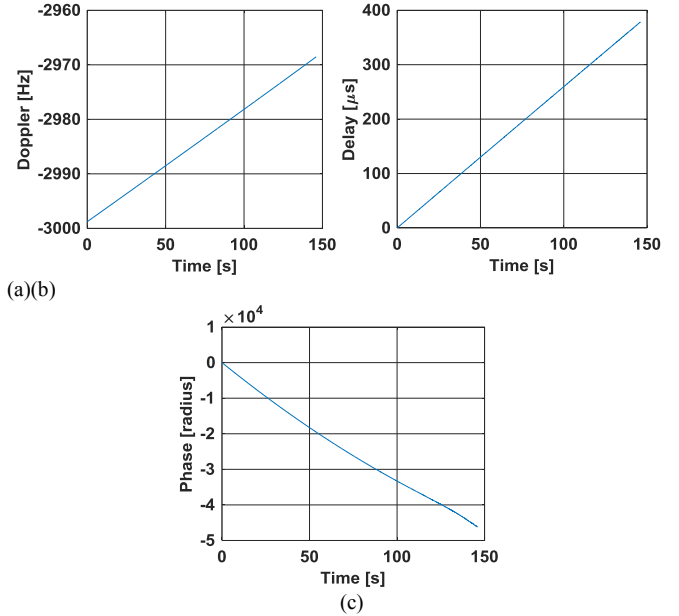 -2960
-2970
-2980
-2990
-3000
Doppler [Hz]
0 50 100 150
Time [s]
400
300
200
100
0
Delay [μs]
0 50 100 150
Time [s]
(a)(b)
×10⁴
1
0
-1
-2
-3
-4
-5
Phase [radius]
0 50 100 150
Time [s]
(c)